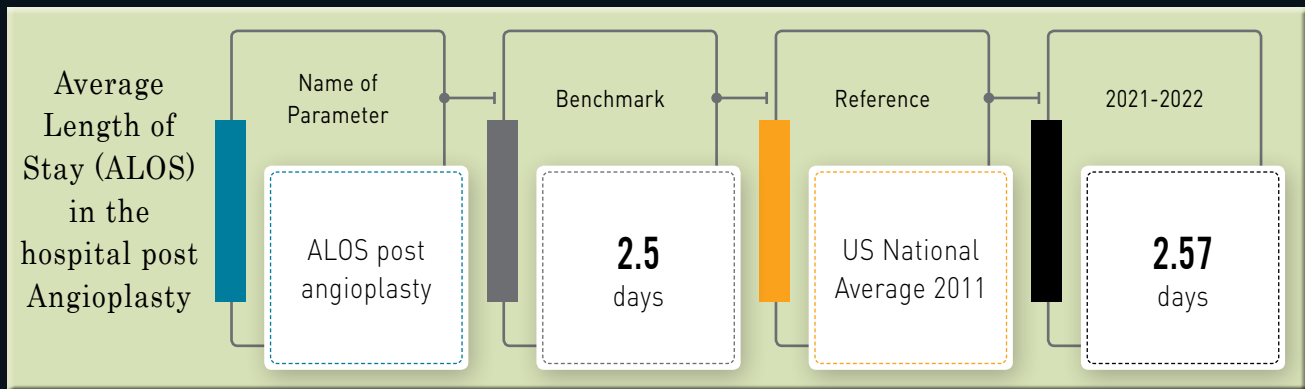 Average
Length of
Stay (ALOS)
in the
hospital post
Angioplasty
Name of
Parameter
ALOS post
angioplasty
Benchmark
2.5
days
Reference
US National
Average 2011
2021-2022
2.57
days